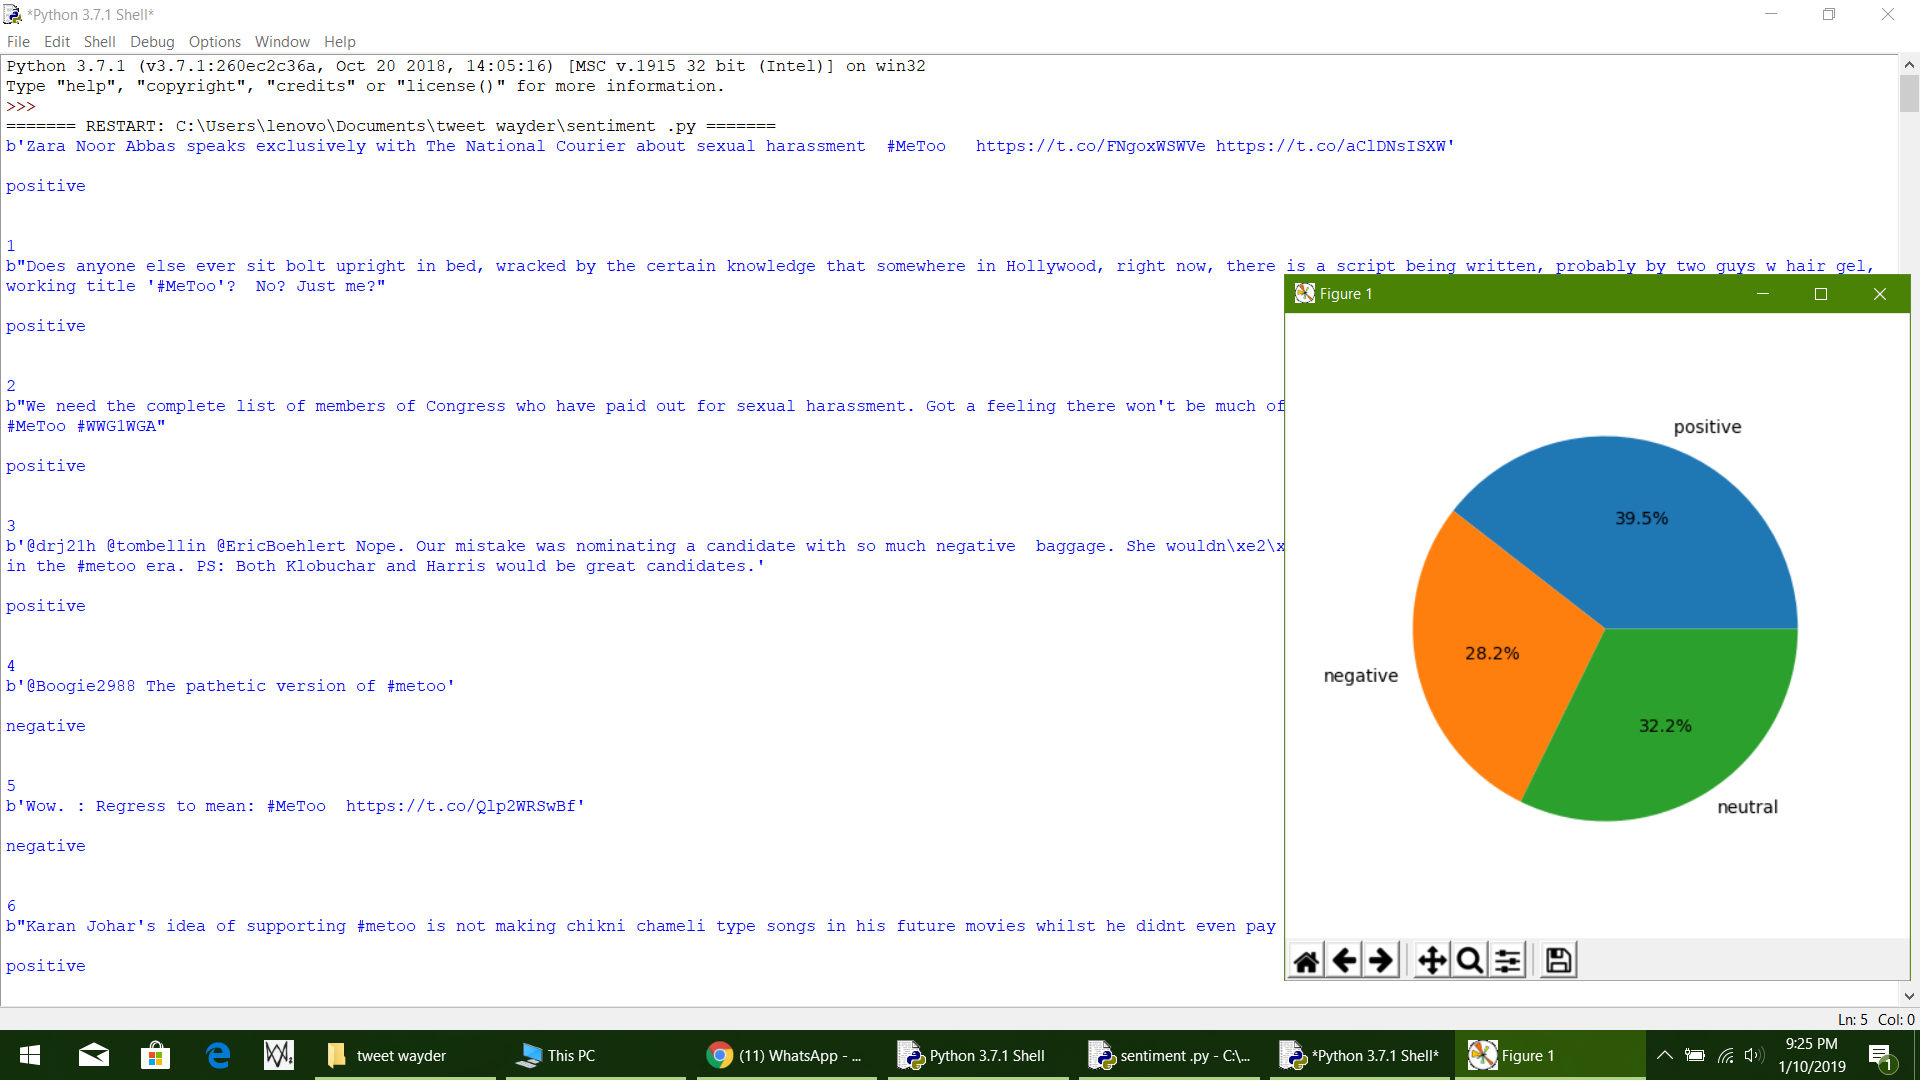 *Python 3.7.1 Shell*
File Edit Shell Debug Options Window Help
Python 3.7.1 (v3.7.1:260ec2c36a, Oct 20 2018, 14:05:16) [MSC v.1915 32 bit (Intel)] on win32
Type "help", "copyright", "credits" or "license()" for more information.
>>>
======= RESTART: C:\Users\lenovo\Documents\tweet wayder\sentiment .py =======
b'Zara Noor Abbas speaks exclusively with The National Courier about sexual harassment  #MeToo   https://t.co/FNgoxWSWVe https://t.co/aClDNsISXW'
positive
1
b"Does anyone else ever sit bolt upright in bed, wracked by the certain knowledge that somewhere in Hollywood, right now, there is a script being written, probably by two guys w hair gel,
working title '#MeToo'?  No? Just me?"
positive
2
b"We need the complete list of members of Congress who have paid out for sexual harassment. Got a feeling there won't be much of
#MeToo #WWG1WGA"
positive
3
b'@drj21h @tombellin @EricBoehlert Nope. Our mistake was nominating a candidate with so much negative  baggage. She wouldn\xe2\x
in the #metoo era. PS: Both Klobuchar and Harris would be great candidates.'
positive
4
b'@Boogie2988 The pathetic version of #metoo'
negative
5
b'Wow. : Regress to mean: #MeToo  https://t.co/Qlp2WRSwBf'
negative
6
b"Karan Johar's idea of supporting #metoo is not making chikni chameli type songs in his future movies whilst he didnt even pay
positive
Figure 1
positive
39.5%
28.2%
negative
32.2%
neutral
Ln: 5 Col: 0
tweet wayder
This PC
(11) WhatsApp - ...
Python 3.7.1 Shell
sentiment .py - C:\...
*Python 3.7.1 Shell*
Figure 1
9:25 PM
1/10/2019
1